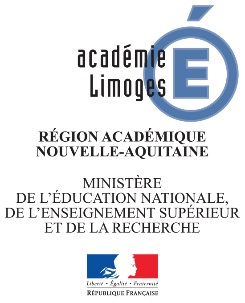 académie
Limoges
É
RÉGION ACADÉMIQUE
NOUVELLE-AQUITAINE
MINISTÈRE
DE L'ÉDUCATION NATIONALE,
DE L'ENSEIGNEMENT SUPÉRIEUR
ET DE LA RECHERCHE
Liberté • Égalité • Fraternité
RÉPUBLIQUE FRANÇAISE